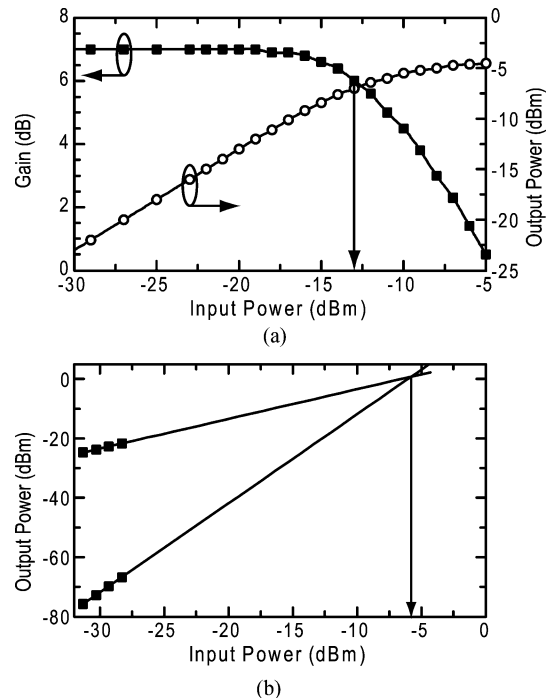 8
6
4
2
0
Gain (dB)
0
-5
-10
-15
-20
-25
Output Power (dBm)
-30 -25 -20 -15 -10 -5
Input Power (dBm)
(a)
0
-20
-40
-60
-80
Output Power (dBm)
-30 -25 -20 -15 -10 -5 0
Input Power (dBm)
(b)